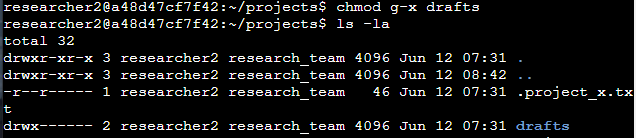 researcher2@a48d47cf7f42:~/projects$ chmod g-x drafts
researcher2@a48d47cf7f42:~/projects$ ls -la
total 32
drwxr-xr-x 3 researcher2 research_team 4096 Jun 12 07:31 .
drwxr-xr-x 3 researcher2 research_team 4096 Jun 12 08:42 ..
-r--r----- 1 researcher2 research_team   46 Jun 12 07:31 .project_x.tx
t
drwx------ 2 researcher2 research_team 4096 Jun 12 07:31 drafts